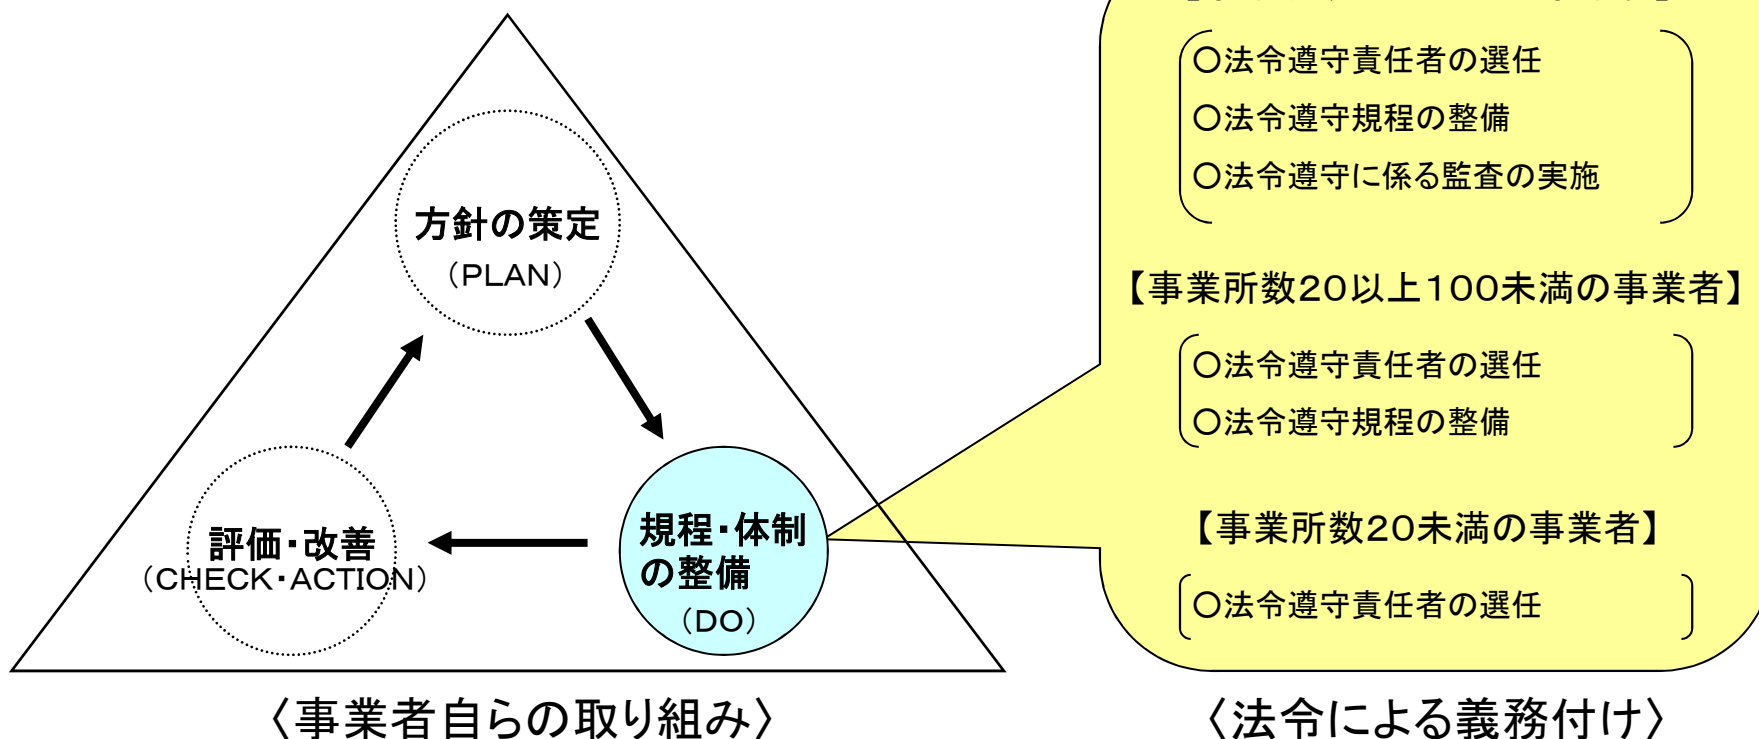 方針の策定
（PLAN）
評価・改善
（CHECK・ACTION）
規程・体制
の整備
（DO）
〈事業者自らの取り組み〉
○法令遵守責任者の選任
○法令遵守規程の整備
○法令遵守に係る監査の実施
【事業所数20以上100未満の事業者】
○法令遵守責任者の選任
○法令遵守規程の整備
【事業所数20未満の事業者】
○法令遵守責任者の選任
〈法令による義務付け〉